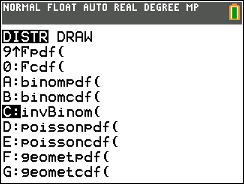 NORMAL FLOAT AUTO REAL DEGREE MP
DISTR DRAW
9↑Fpdf(
0:Fcdf(
A:binompdf(
B:binomcdf(
C:invBinom(
D:poissonpdf(
E:poissoncdf(
F:geometpdf(
G:geometcdf(